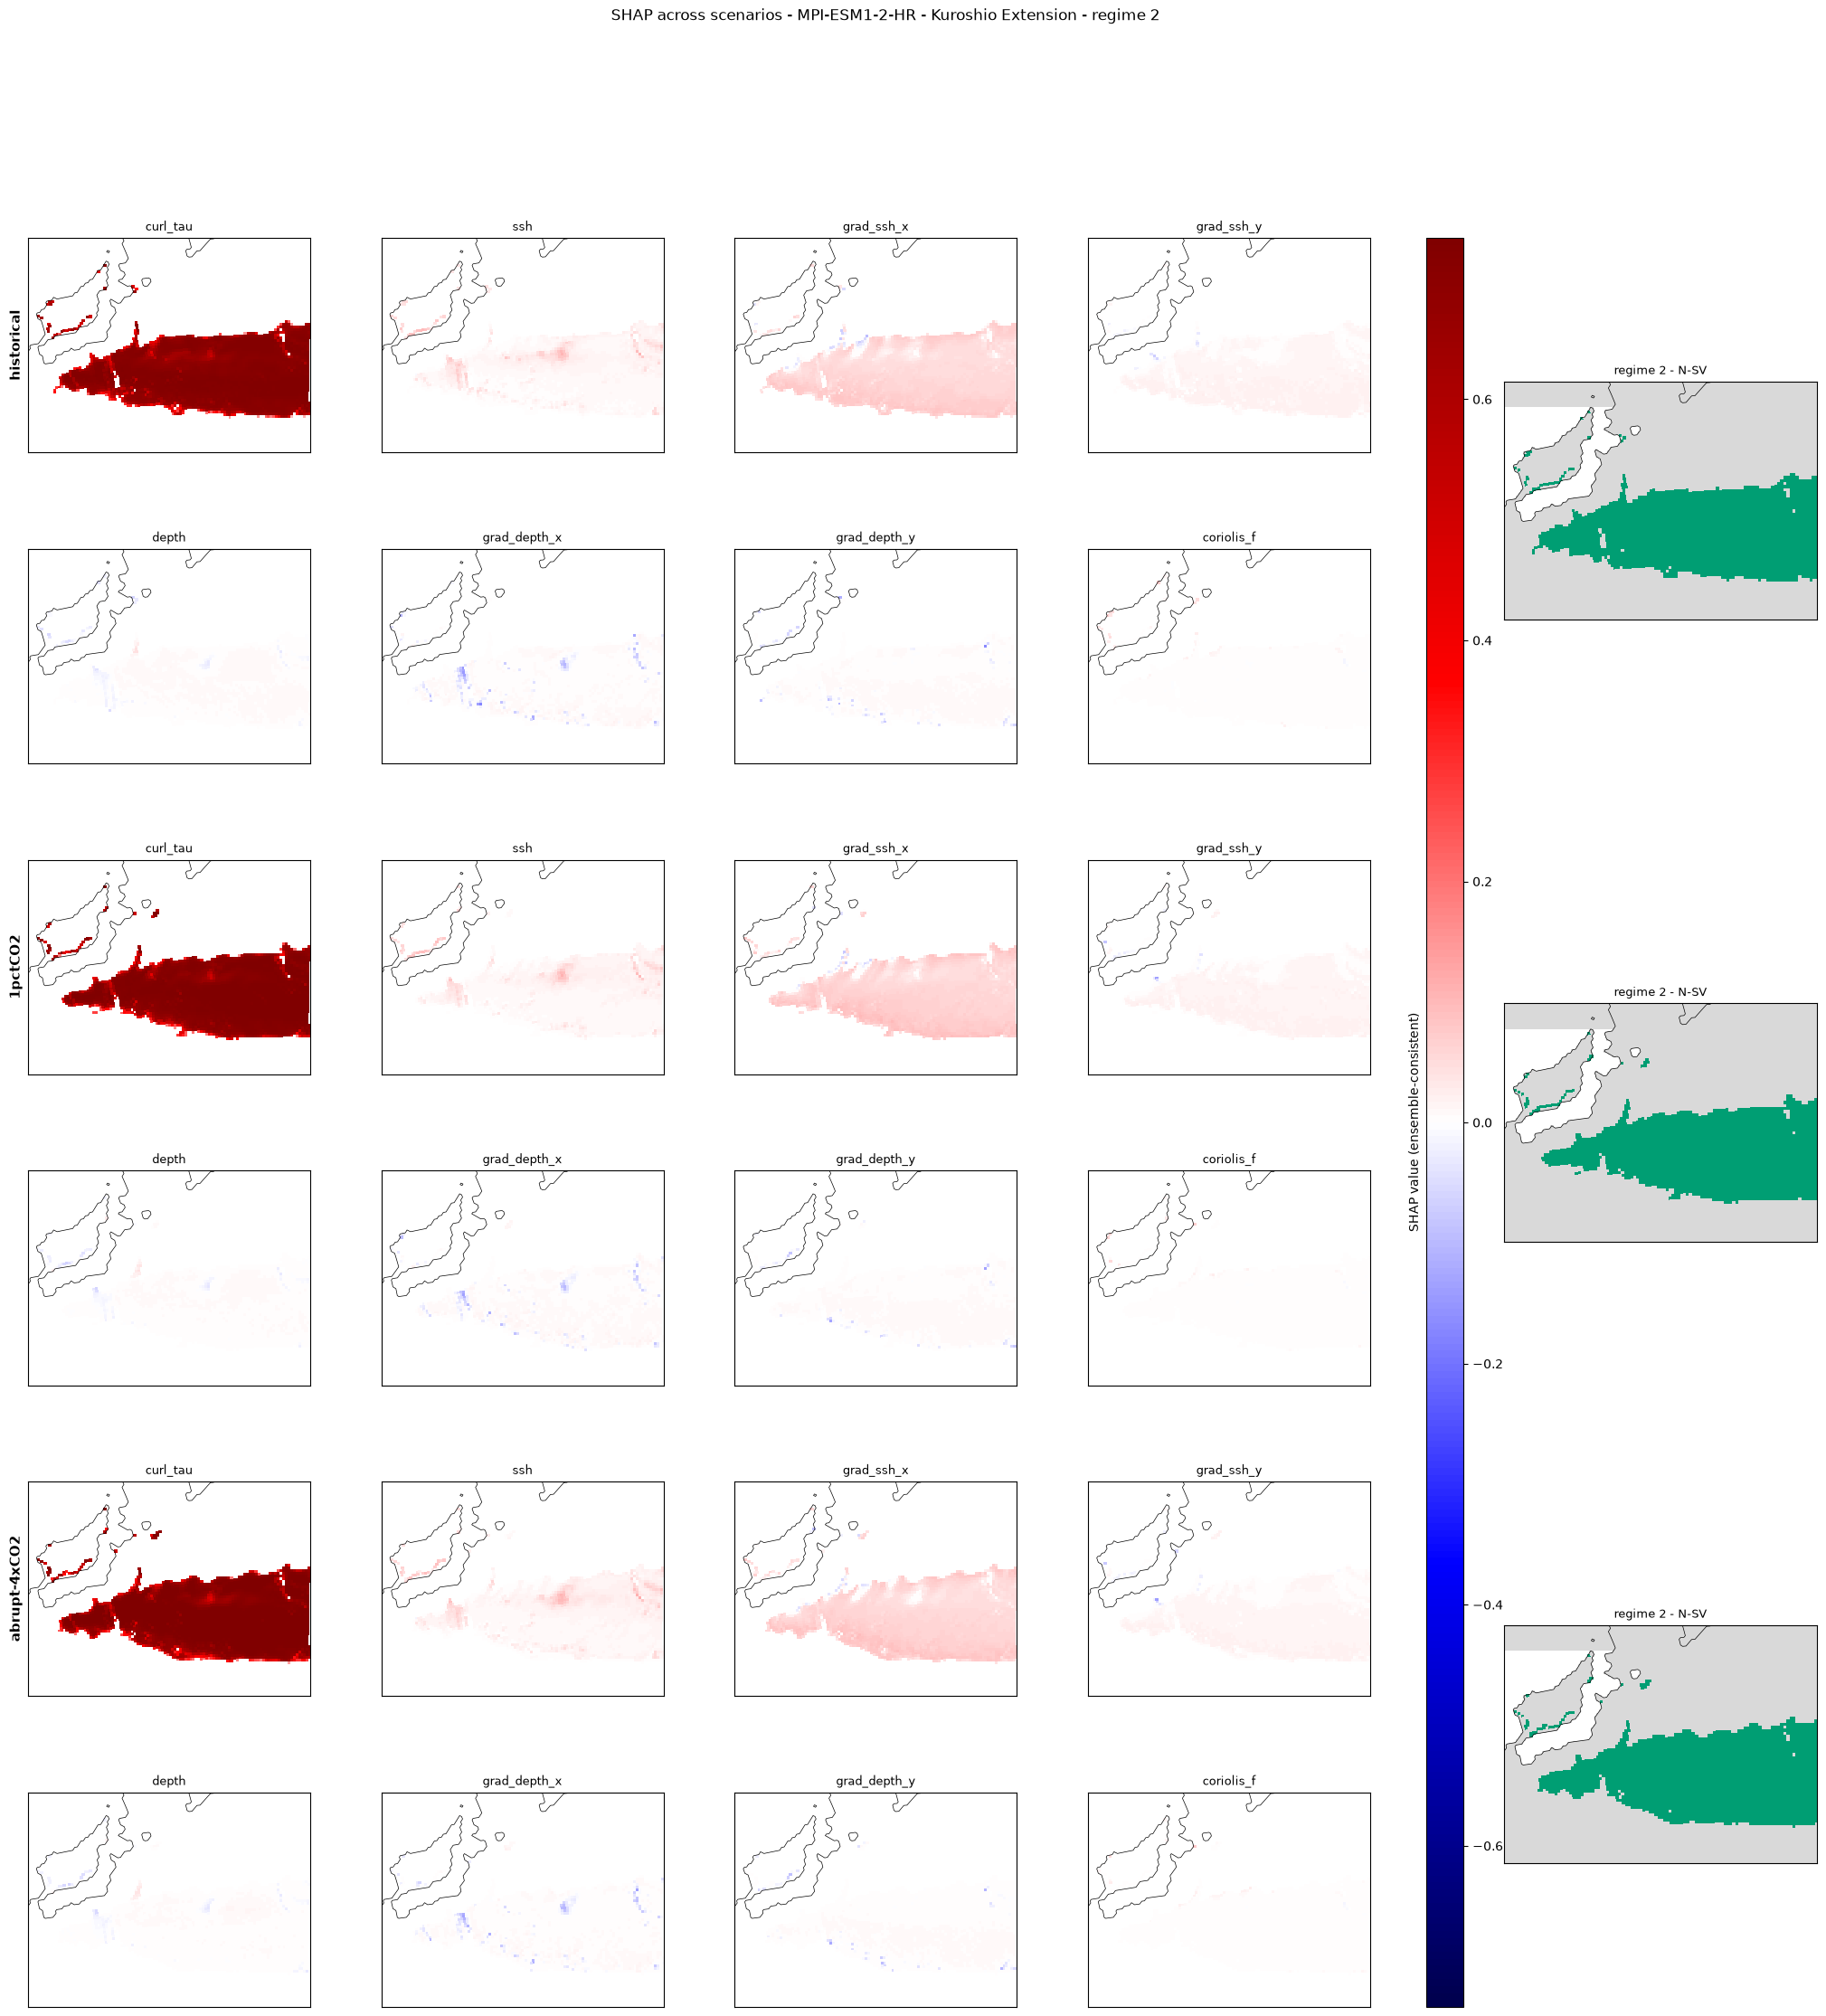 SHAP across scenarios - MPI-ESM1-2-HR - Kuroshio Extension - regime 2
curl_tau
ssh
grad_ssh_x
grad_ssh_y
historical
depth
grad_depth_x
grad_depth_y
coriolis_f
curl_tau
ssh
grad_ssh_x
grad_ssh_y
1pctCO2
depth
grad_depth_x
grad_depth_y
coriolis_f
curl_tau
ssh
grad_ssh_x
grad_ssh_y
abrupt-4xCO2
depth
grad_depth_x
grad_depth_y
coriolis_f
SHAP value (ensemble-consistent)
0.6
0.4
0.2
0.0
−0.2
−0.4
−0.6
regime 2 - N-SV
regime 2 - N-SV
regime 2 - N-SV